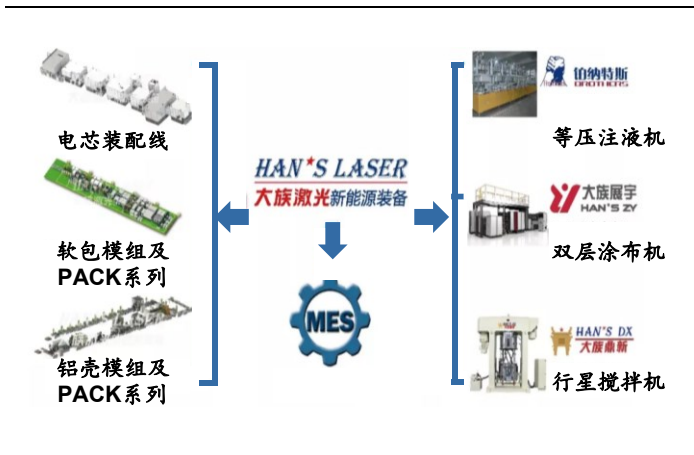 电芯装配线
软包模组及
PACK系列
铝壳模组及
PACK系列
HAN'S LASER
大族激光新能源装备
MES
铂纳特斯
BROTHERS
等压注液机
大族展宇
HAN'S ZY
双层涂布机
HAN'S DX
大族鼎新
行星搅拌机